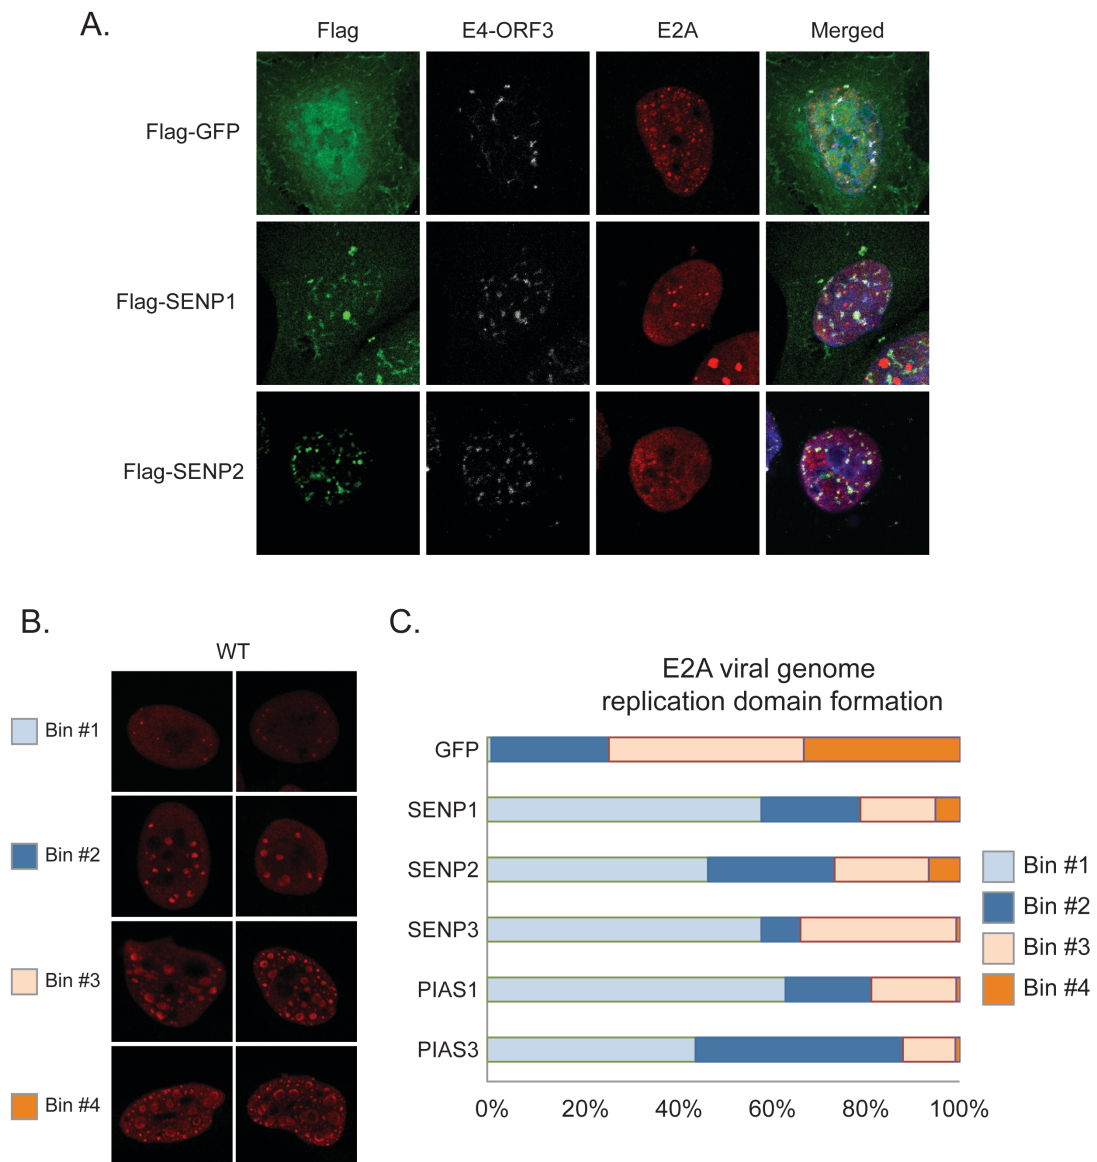 A.
Flag E4-ORF3 E2A Merged
Flag-GFP
Flag-SENP1
Flag-SENP2
B.
WT
Bin #1
Bin #2
Bin #3
Bin #4
C.
E2A viral genome
replication domain formation
GFP
SENP1
SENP2
SENP3
PIAS1
PIAS3
0% 20% 40% 60% 80% 100%
Bin #1
Bin #2
Bin #3
Bin #4